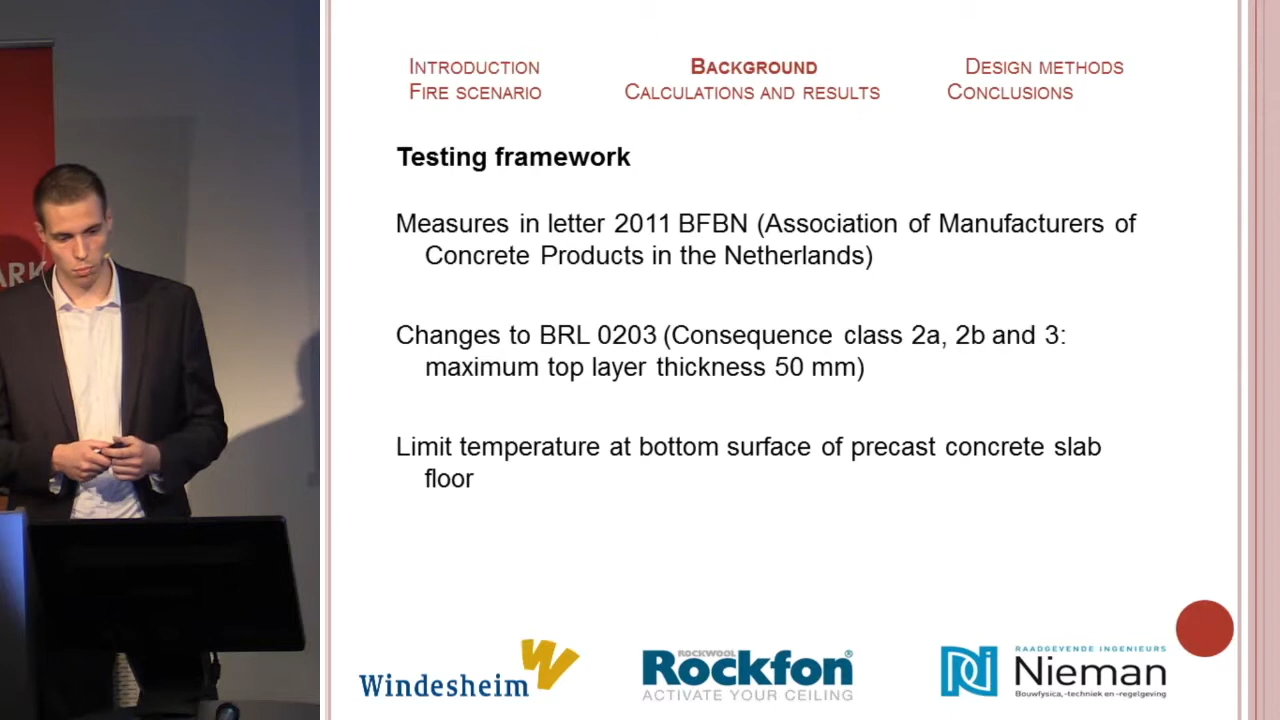 ARK
INTRODUCTION BACKGROUND DESIGN METHODS
FIRE SCENARIO CALCULATIONS AND RESULTS CONCLUSIONS
Testing framework
Measures in letter 2011 BFBN (Association of Manufacturers of
Concrete Products in the Netherlands)
Changes to BRL 0203 (Consequence class 2a, 2b and 3:
maximum top layer thickness 50 mm)
Limit temperature at bottom surface of precast concrete slab
floor
Windesheim
ROCKWOOL
Rockfon®
ACTIVATE YOUR CEILING
RAADGEVENDE INGENIEURS
Nieman
Bouwfysica, -techniek en -regelgeving